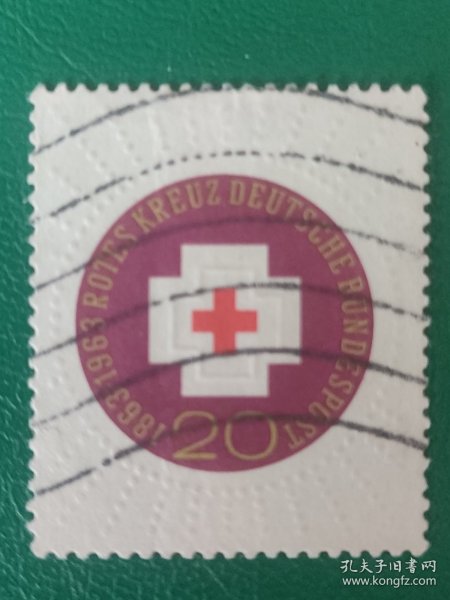 1863·1963 ROTES KREUZ DEUTSCHE BUNDESPOST
20
孔夫子旧书网
www.kongfz.com